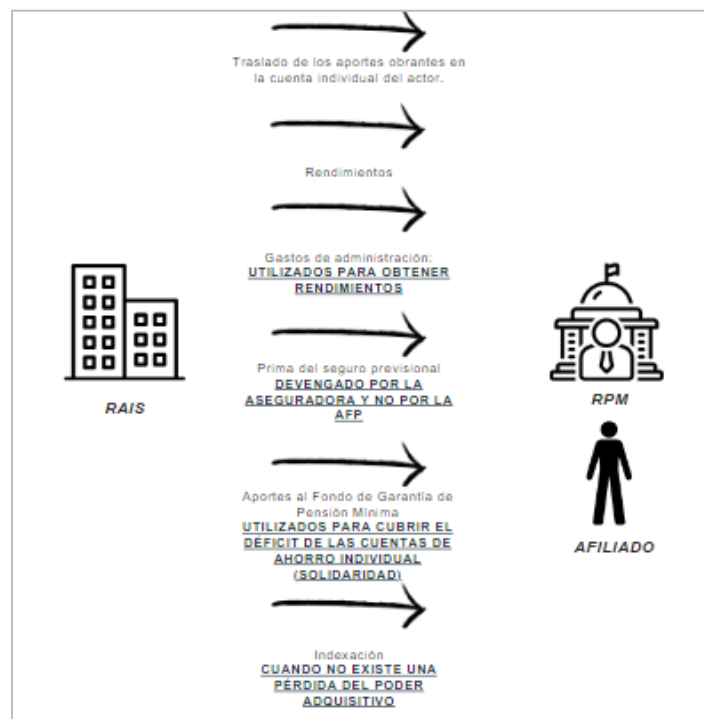 Traslado de los aportes obrantes en
la cuenta individual del actor.
Rendimientos
Gastos de administración:
UTILIZADOS PARA OBTENER
RENDIMIENTOS
RAIS
Prima del seguro previsional
DEVENGADO POR LA
ASEGURADORA Y NO POR LA
AFP
RPM
Aportes al Fondo de Garantía de
Pensión Mínima
UTILIZADOS PARA CUBRIR EL
DÉFICIT DE LAS CUENTAS DE
AHORRO INDIVIDUAL
(SOLIDARIDAD)
AFILIADO
Indexación
CUANDO NO EXISTE UNA
PÉRDIDA DEL PODER
ADQUISITIVO